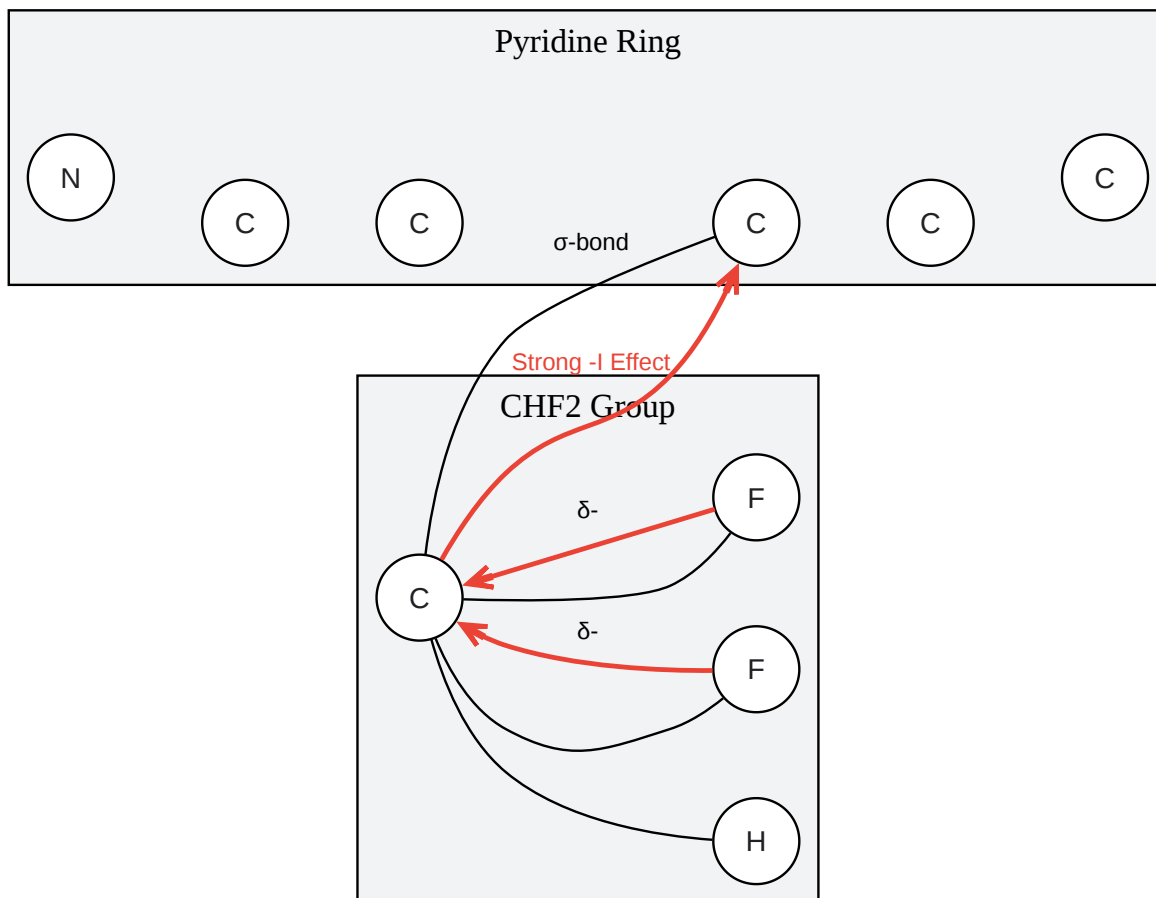 Pyridine Ring
N
C
C
C
C
C
σ-bond
Strong -I Effect
CHF2 Group
F
δ-
C
δ-
F
H